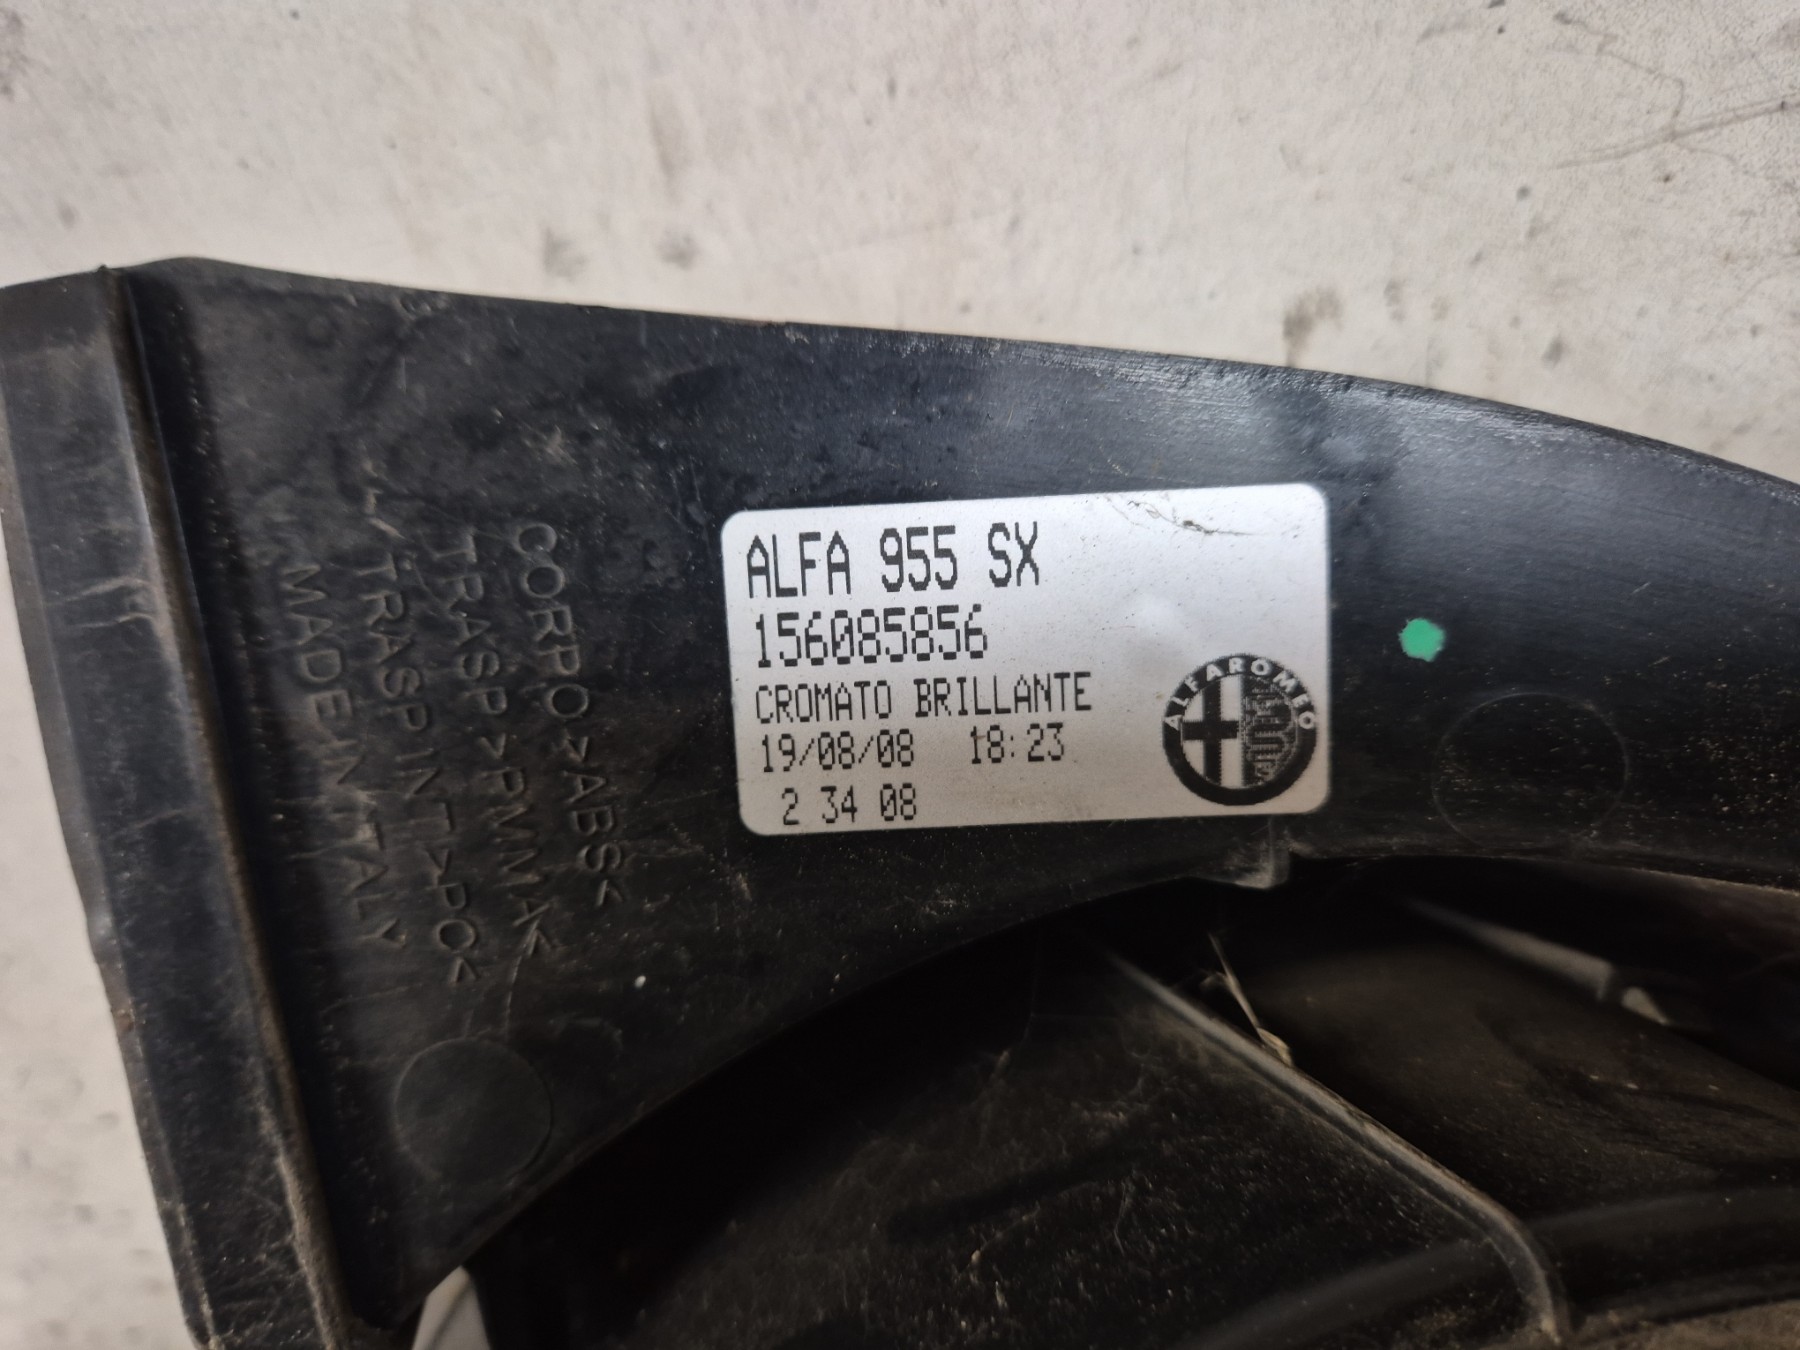 ALFA 955 SX
156085856
CROMATO BRILLANTE
19/08/08 18:23
2 34 08
ALFA ROMEO
CORPO>ABS<
TRASP>PMMA<
TRASP INT>PC<
MADE IN ITALY